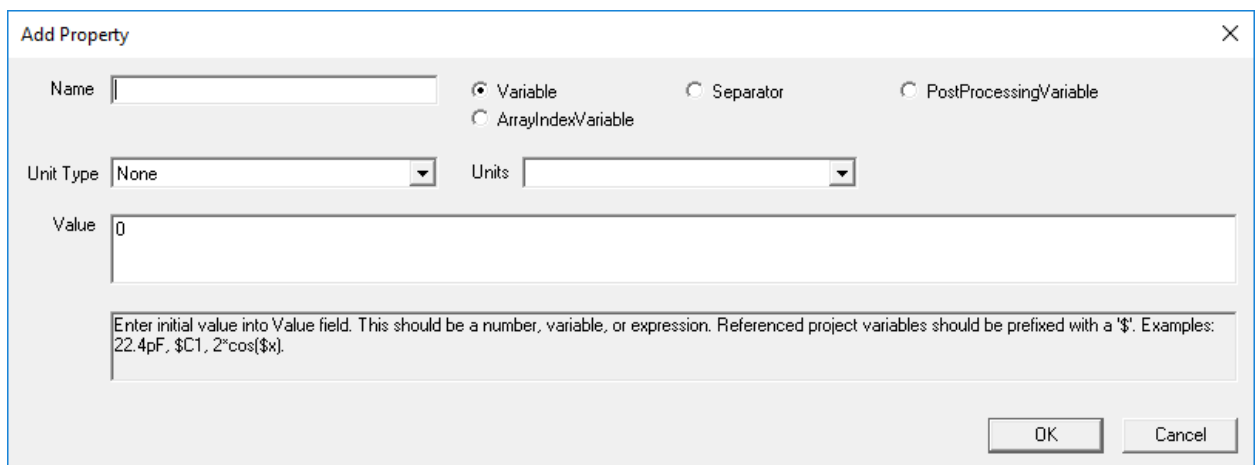 Add Property
Name
Variable
Separator
PostProcessingVariable
ArrayIndexVariable
Unit Type
None
Units
Value
0
Enter initial value into Value field. This should be a number, variable, or expression. Referenced project variables should be prefixed with a '$'. Examples:
22.4pF, $C1, 2*cos($x).
OK
Cancel